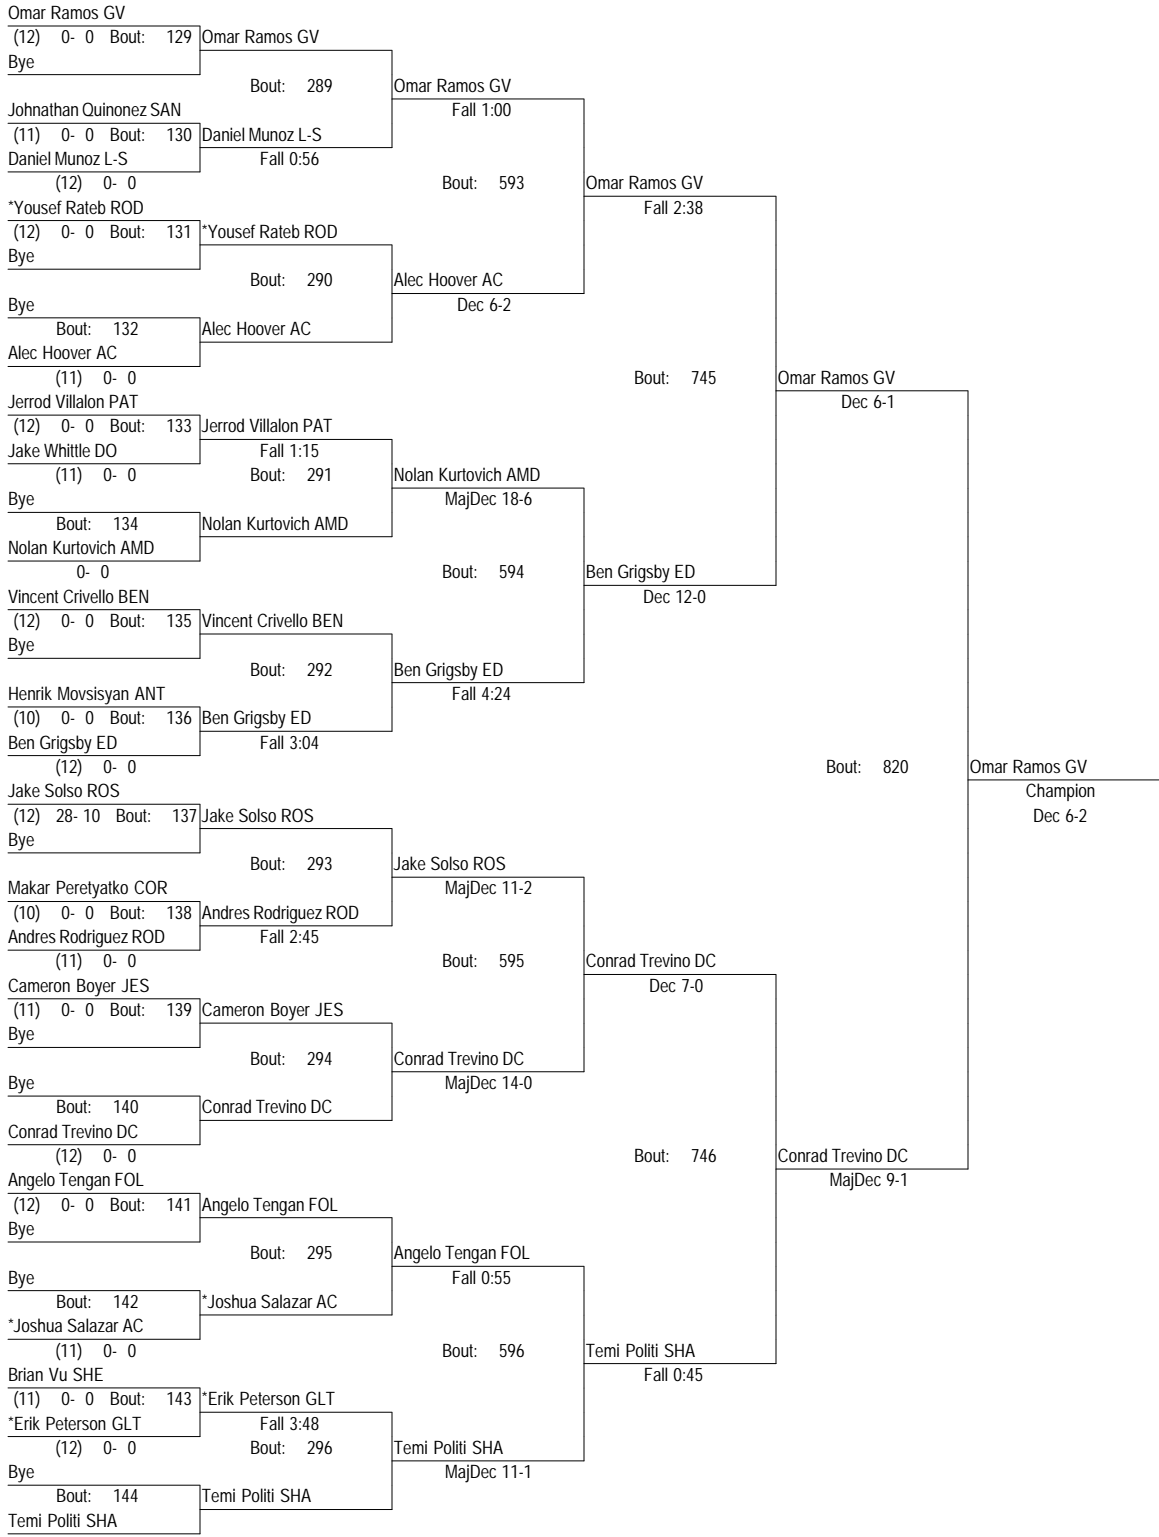 Omar Ramos GV
(12) 0- 0 Bout: 129 Omar Ramos GV
Bye
Bout: 289 Omar Ramos GV
Fall 1:00
Johnathan Quinonez SAN
(11) 0- 0 Bout: 130 Daniel Munoz L-S
Daniel Munoz L-S Fall 0:56
(12) 0- 0 Bout: 593 Omar Ramos GV
*Yousef Rateb ROD Fall 2:38
(12) 0- 0 Bout: 131 *Yousef Rateb ROD
Bye
Bout: 290 Alec Hoover AC
Bye Dec 6-2
Bout: 132 Alec Hoover AC
Alec Hoover AC
(11) 0- 0 Bout: 745 Omar Ramos GV
Jerrod Villalon PAT Dec 6-1
(12) 0- 0 Bout: 133 Jerrod Villalon PAT
Jake Whittle DO Fall 1:15
(11) 0- 0 Bout: 291 Nolan Kurtovich AMD
Bye MajDec 18-6
Bout: 134 Nolan Kurtovich AMD
Nolan Kurtovich AMD
0- 0 Bout: 594 Ben Grigsby ED
Vincent Crivello BEN Dec 12-0
(12) 0- 0 Bout: 135 Vincent Crivello BEN
Bye
Bout: 292 Ben Grigsby ED
Henrik Movsisyan ANT Fall 4:24
(10) 0- 0 Bout: 136 Ben Grigsby ED
Ben Grigsby ED Fall 3:04
(12) 0- 0 Bout: 820 Omar Ramos GV
Jake Solso ROS Champion
(12) 28- 10 Bout: 137 Jake Solso ROS Dec 6-2
Bye
Bout: 293 Jake Solso ROS
Makar Peretyatko COR MajDec 11-2
(10) 0- 0 Bout: 138 Andres Rodriguez ROD
Andres Rodriguez ROD Fall 2:45
(11) 0- 0 Bout: 595 Conrad Trevino DC
Cameron Boyer JES Dec 7-0
(11) 0- 0 Bout: 139 Cameron Boyer JES
Bye
Bout: 294 Conrad Trevino DC
Bye MajDec 14-0
Bout: 140 Conrad Trevino DC
Conrad Trevino DC
(12) 0- 0 Bout: 746 Conrad Trevino DC
Angelo Tengan FOL MajDec 9-1
(12) 0- 0 Bout: 141 Angelo Tengan FOL
Bye
Bout: 295 Angelo Tengan FOL
Bye Fall 0:55
Bout: 142 *Joshua Salazar AC
*Joshua Salazar AC
(11) 0- 0 Bout: 596 Temi Politi SHA
Brian Vu SHE Fall 0:45
(11) 0- 0 Bout: 143 *Erik Peterson GLT
*Erik Peterson GLT Fall 3:48
(12) 0- 0 Bout: 296 Temi Politi SHA
Bye MajDec 11-1
Bout: 144 Temi Politi SHA
Temi Politi SHA